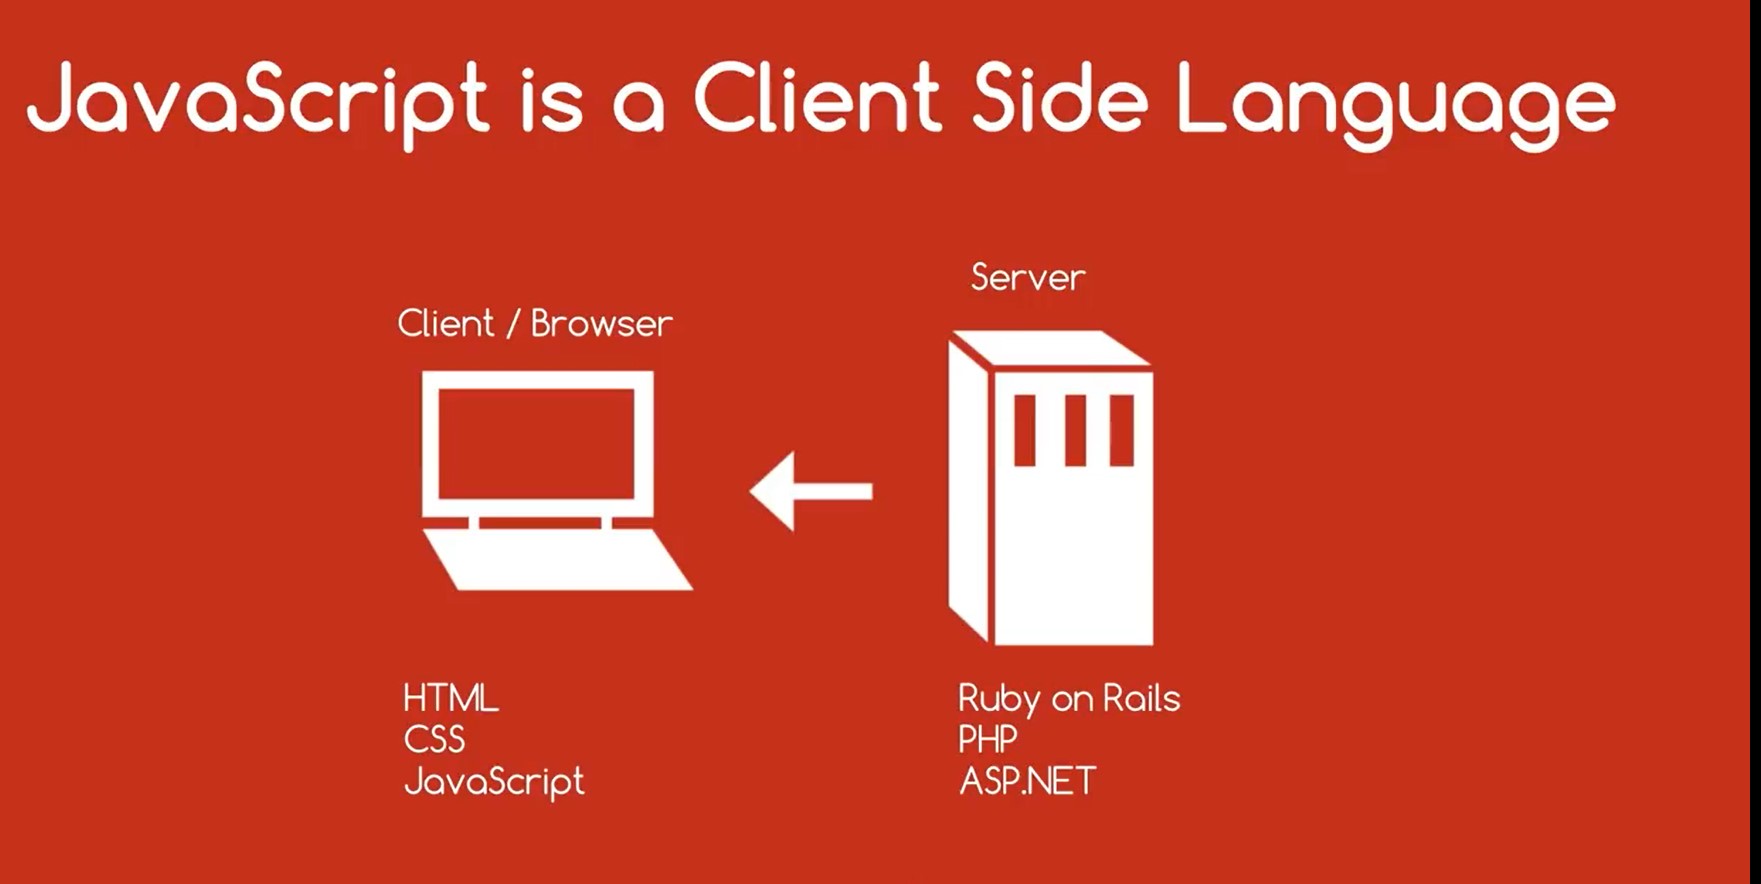 JavaScript is a Client Side Language
Client / Browser
Server
HTML
CSS
JavaScript
Ruby on Rails
PHP
ASP.NET